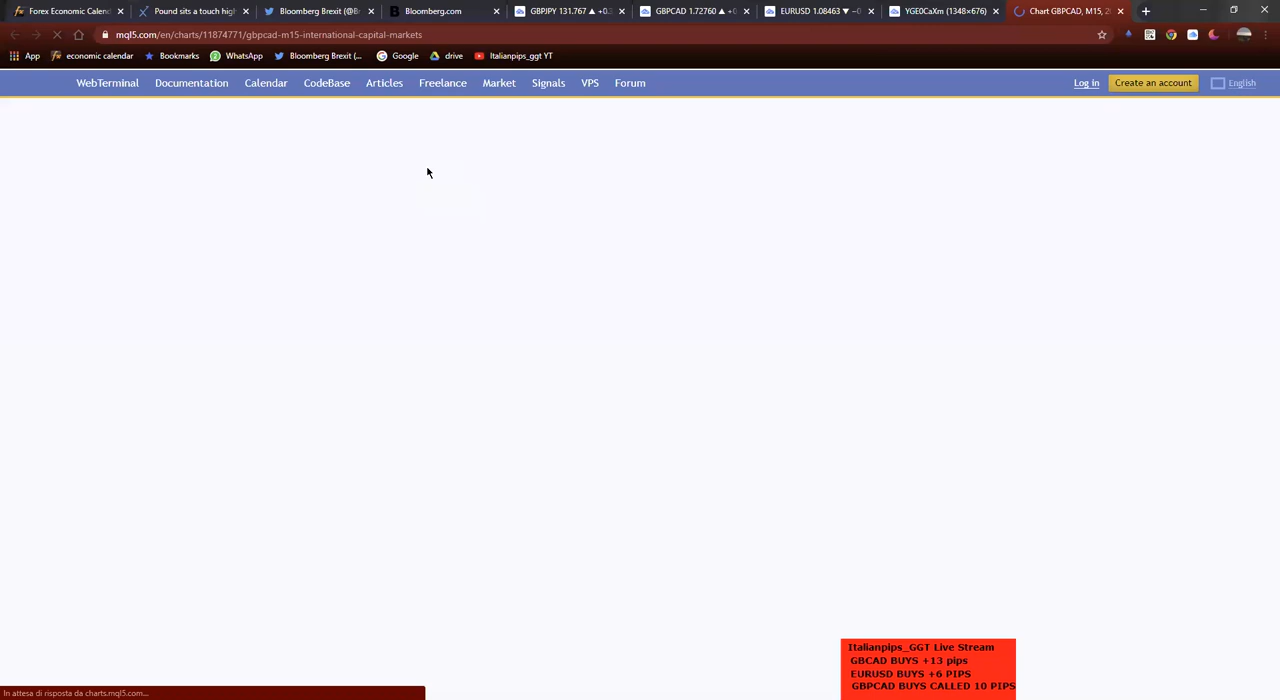 Forex Economic Calend
Pound sits a touch high
Bloomberg Brexit (@B
Bloomberg.com
GBPJPY 131.767 ▲ +0.
GBPCAD 1.72760 ▲ +0
EURUSD 1.08463 ▼ −0
YGE0CaXm (1348×676)
Chart GBPCAD, M15, 2
mql5.com/en/charts/11874771/gbpcad-m15-international-capital-markets
App
economic calendar
Bookmarks
WhatsApp
Bloomberg Brexit (...
Google
drive
Italianpips_ggt YT
WebTerminal
Documentation
Calendar
CodeBase
Articles
Freelance
Market
Signals
VPS
Forum
Log in
Create an account
English
Italianpips_GGT Live Stream
GBCAD BUYS +13 pips
EURUSD BUYS +6 PIPS
GBPCAD BUYS CALLED 10 PIPS
In attesa di risposta da charts.mql5.com...